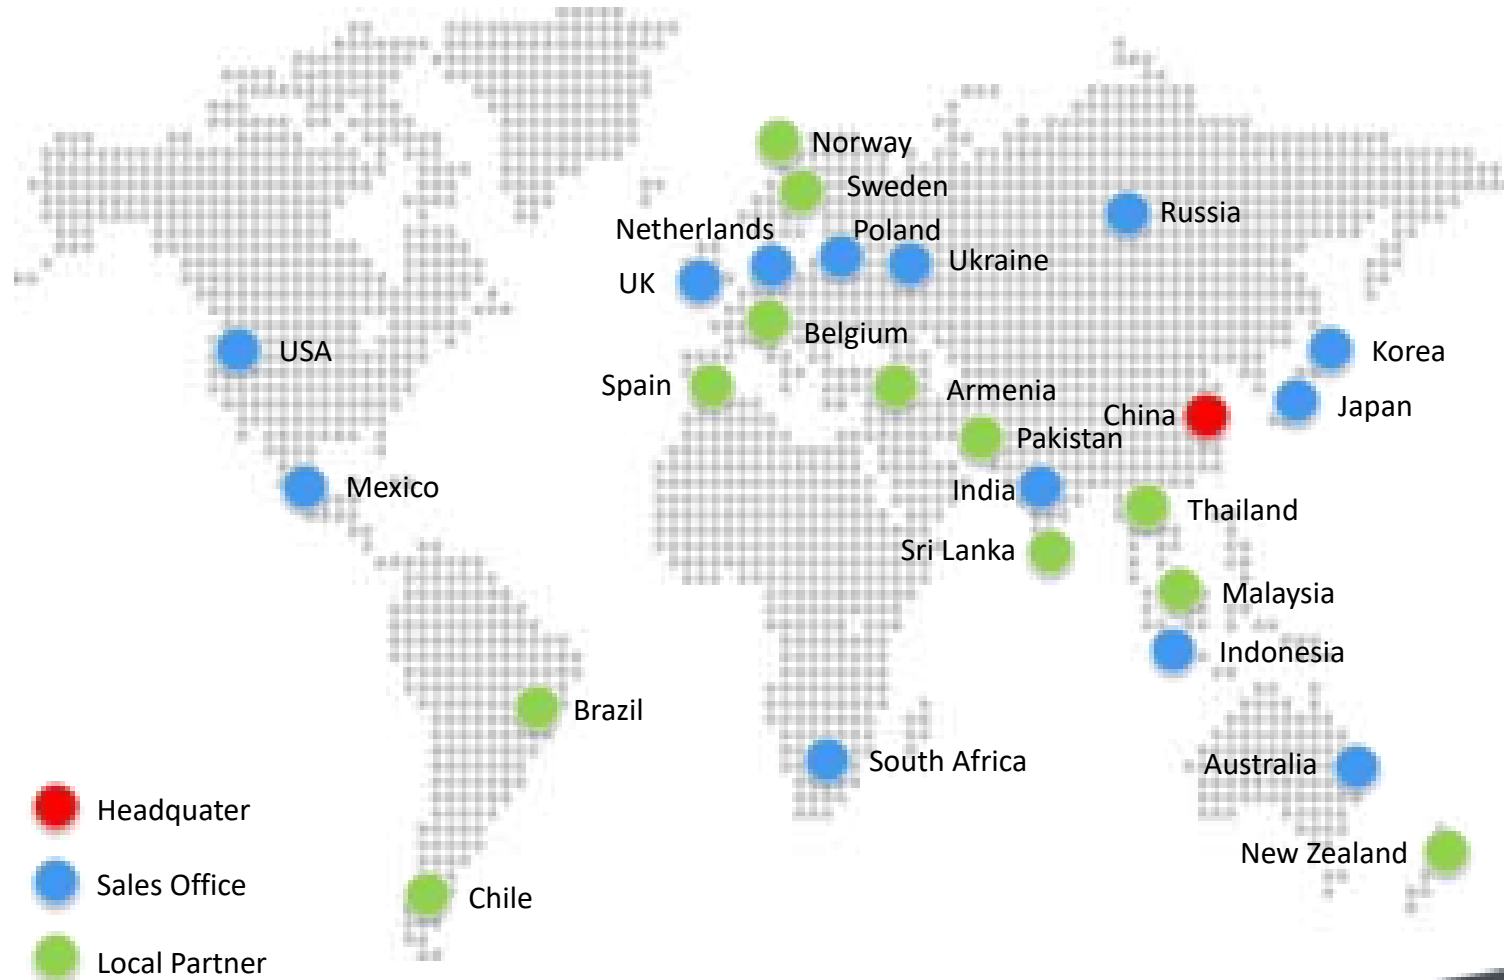 Norway
Sweden
Russia
Netherlands
Poland
Ukraine
UK
Belgium
USA
Korea
Spain
Armenia
Japan
China
Pakistan
Mexico
India
Thailand
Sri Lanka
Malaysia
Indonesia
Brazil
South Africa
Australia
Headquater
New Zealand
Sales Office
Chile
Local Partner